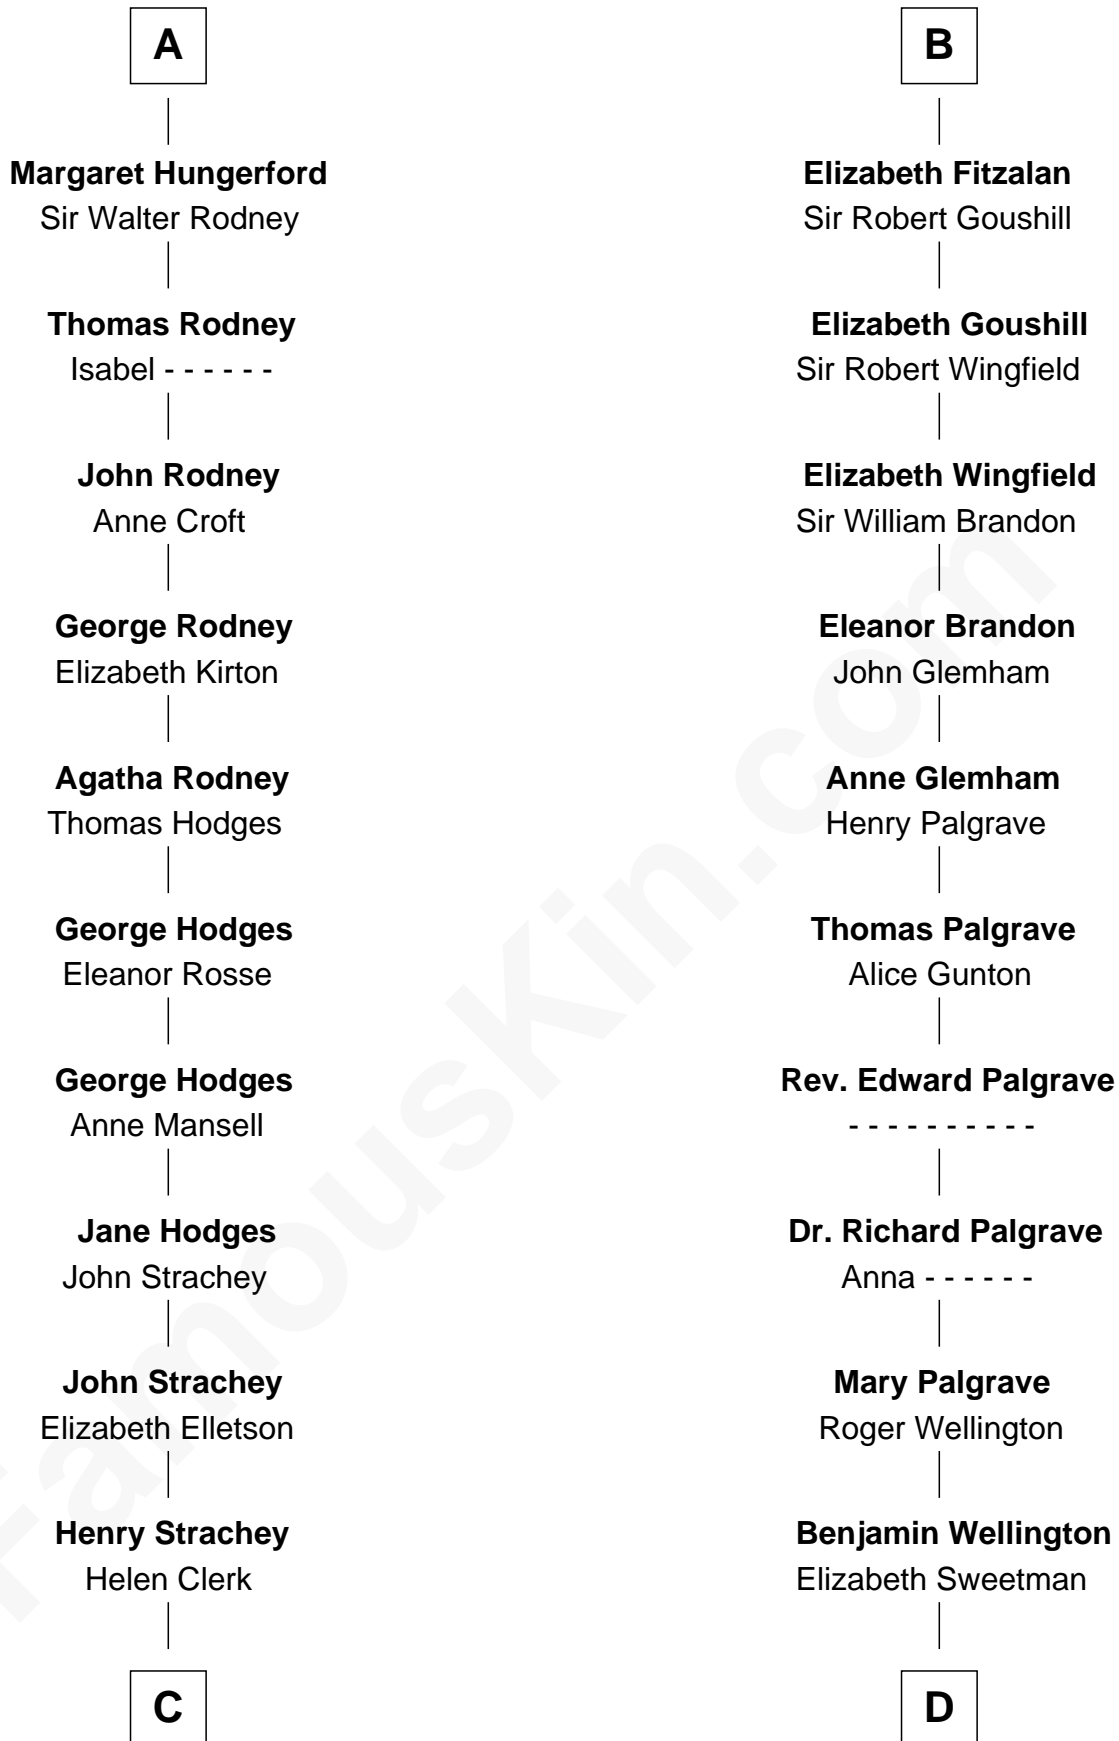 A
Margaret Hungerford
Sir Walter Rodney
Thomas Rodney
Isabel - - - - - -
John Rodney
Anne Croft
George Rodney
Elizabeth Kirton
Agatha Rodney
Thomas Hodges
George Hodges
Eleanor Rosse
George Hodges
Anne Mansell
Jane Hodges
John Strachey
John Strachey
Elizabeth Elletson
Henry Strachey
Helen Clerk
C
B
Elizabeth Fitzalan
Sir Robert Goushill
Elizabeth Goushill
Sir Robert Wingfield
Elizabeth Wingfield
Sir William Brandon
Eleanor Brandon
John Glemham
Anne Glemham
Henry Palgrave
Thomas Palgrave
Alice Gunton
Rev. Edward Palgrave
- - - - - - - - - -
Dr. Richard Palgrave
Anna - - - - - -
Mary Palgrave
Roger Wellington
Benjamin Wellington
Elizabeth Sweetman
D
FamousKin.com